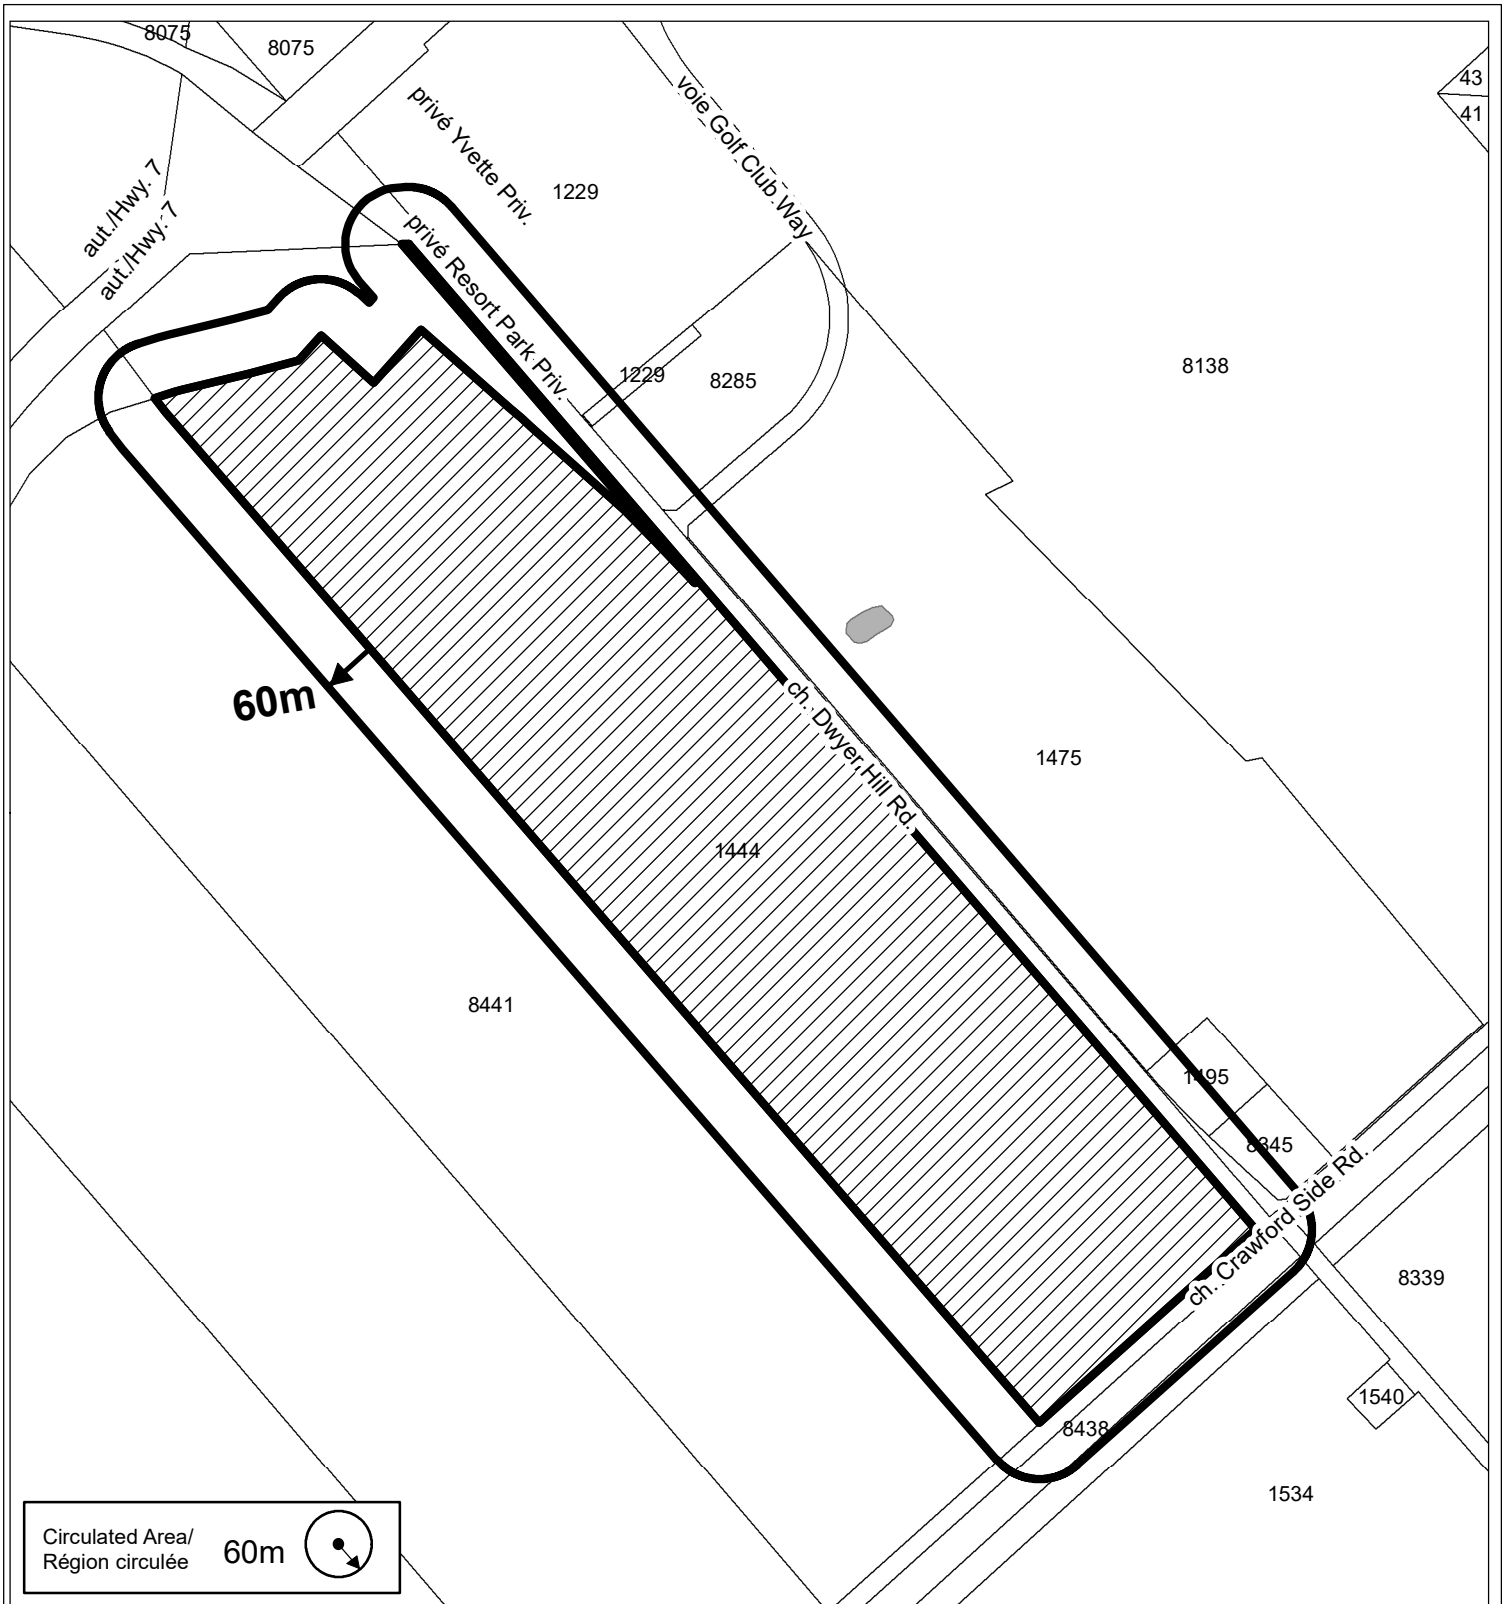 8075
8075
43
41
privé Yvette Priv.
voie Golf Club Way
1229
aut./Hwy. 7
aut./Hwy. 7
privé Resort Park Priv.
1229
8285
8138
60m
ch. Dwyer Hill Rd.
1475
1444
8441
1495
8345
ch. Crawford Side Rd.
8339
1540
8438
1534
Circulated Area/
Région circulée
60m